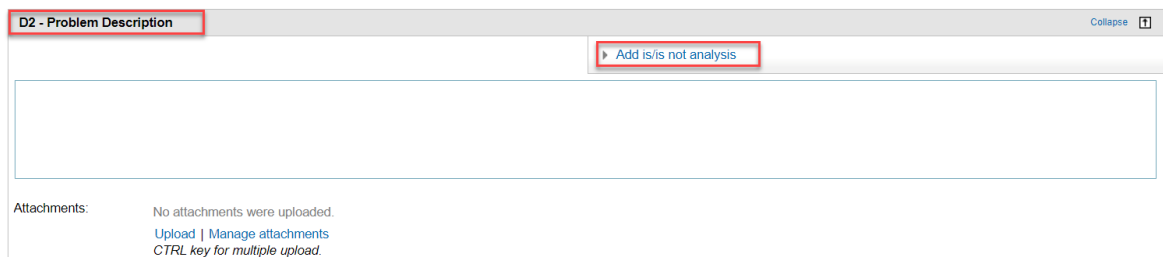 D2 - Problem Description
Collapse
Add is/is not analysis
Attachments:
No attachments were uploaded.
Upload | Manage attachments
CTRL key for multiple upload.